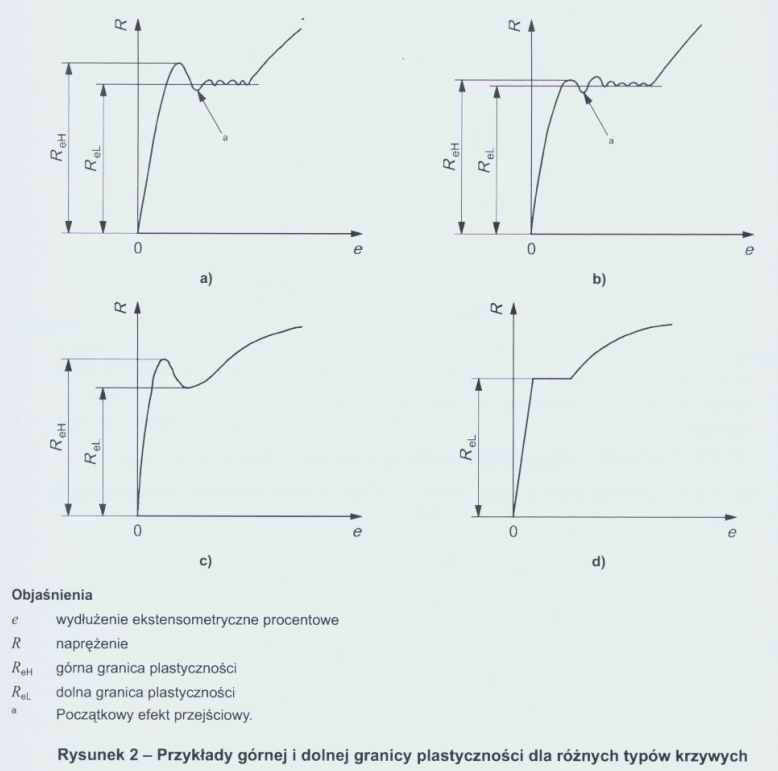 R
R
ReH
ReL
a
ReH
ReL
a
0
e
0
e
a)
b)
R
R
ReH
ReL
ReL
0
e
0
e
c)
d)
Objaśnienia
e wydłużenie ekstensometryczne procentowe
R naprężenie
ReH górna granica plastyczności
ReL dolna granica plastyczności
a Początkowy efekt przejściowy.
Rysunek 2 – Przykłady górnej i dolnej granicy plastyczności dla różnych typów krzywych